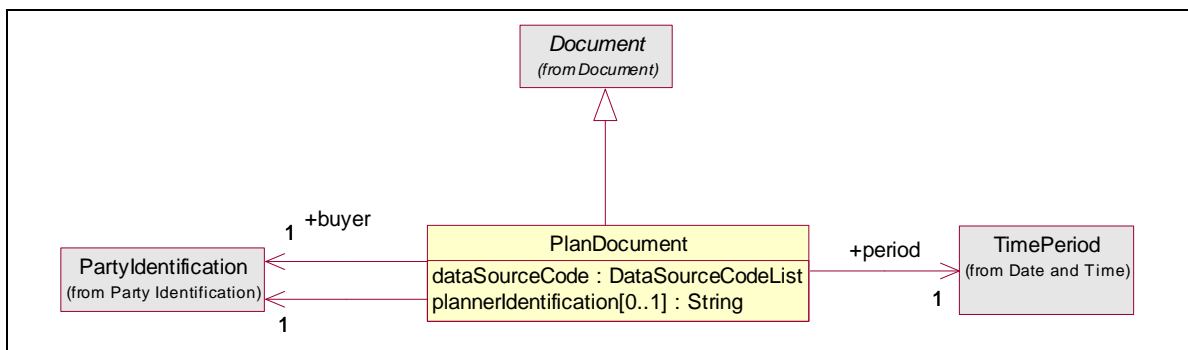 Document
(from Document)
1 +buyer
PlanDocument
+period
TimePeriod
(from Date and Time)
PartyIdentification
(from Party Identification)
dataSourceCode : DataSourceCodeList
plannerIdentification[0..1] : String
1
1